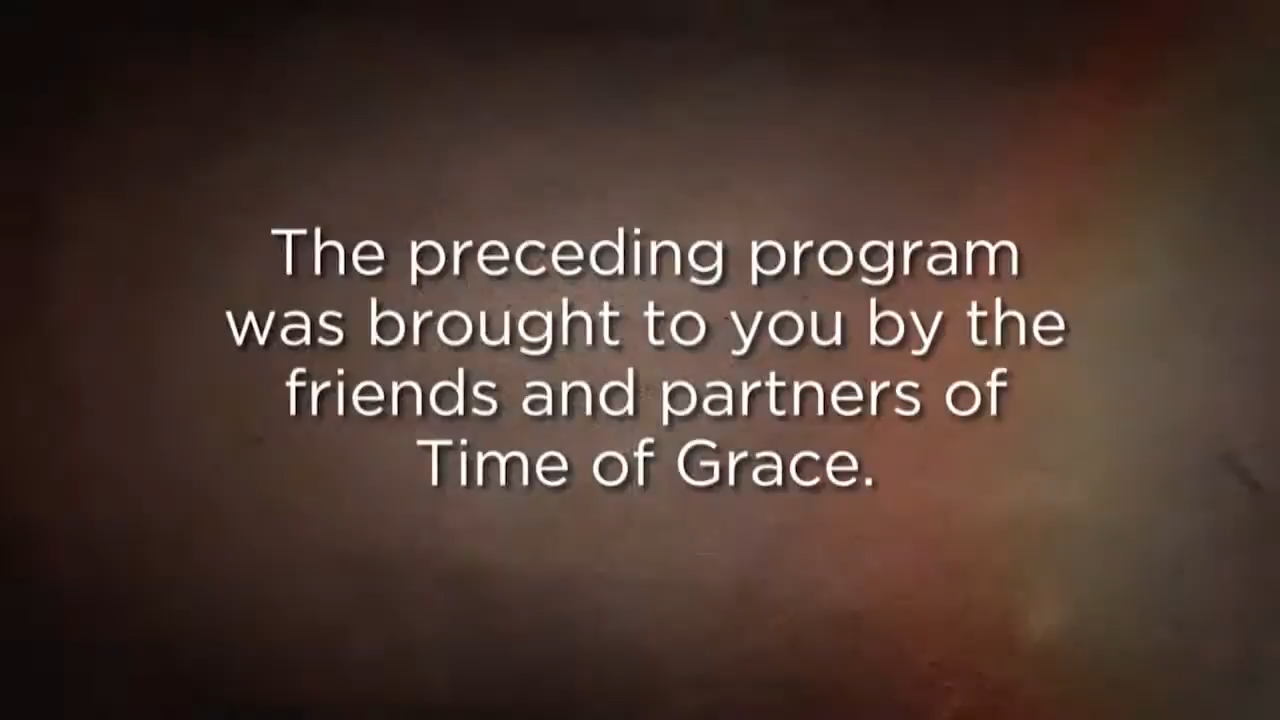 The preceding program
was brought to you by the
friends and partners of
Time of Grace.